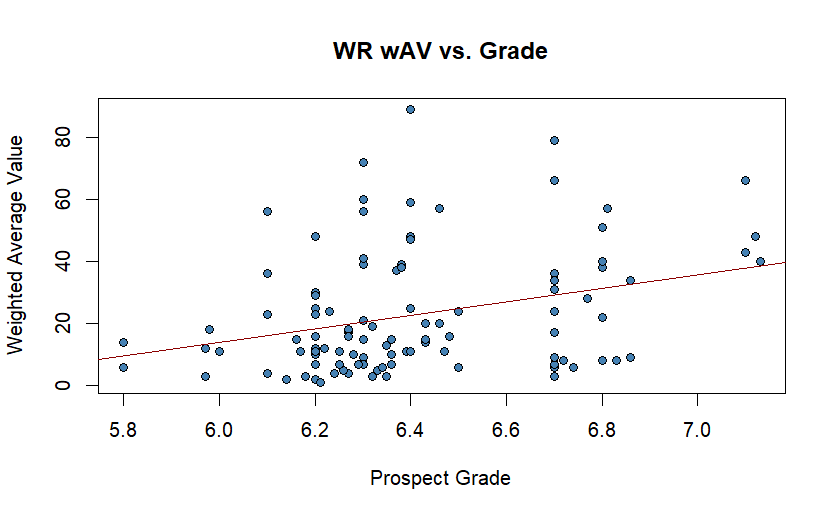 WR wAV vs. Grade
Weighted Average Value
80
60
40
20
0
5.8 6.0 6.2 6.4 6.6 6.8 7.0
Prospect Grade